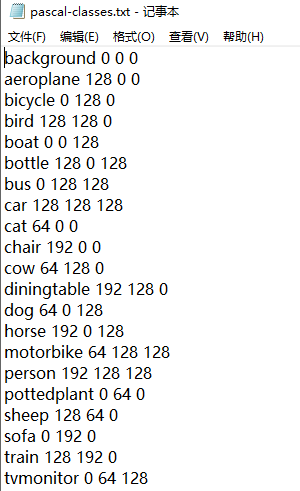 pascal-classes.txt - 记事本
文件(F) 编辑(E) 格式(O) 查看(V) 帮助(H)
background 0 0 0
aeroplane 128 0 0
bicycle 0 128 0
bird 128 128 0
boat 0 0 128
bottle 128 0 128
bus 0 128 128
car 128 128 128
cat 64 0 0
chair 192 0 0
cow 64 128 0
diningtable 192 128 0
dog 64 0 128
horse 192 0 128
motorbike 64 128 128
person 192 128 128
pottedplant 0 64 0
sheep 128 64 0
sofa 0 192 0
train 128 192 0
tvmonitor 0 64 128